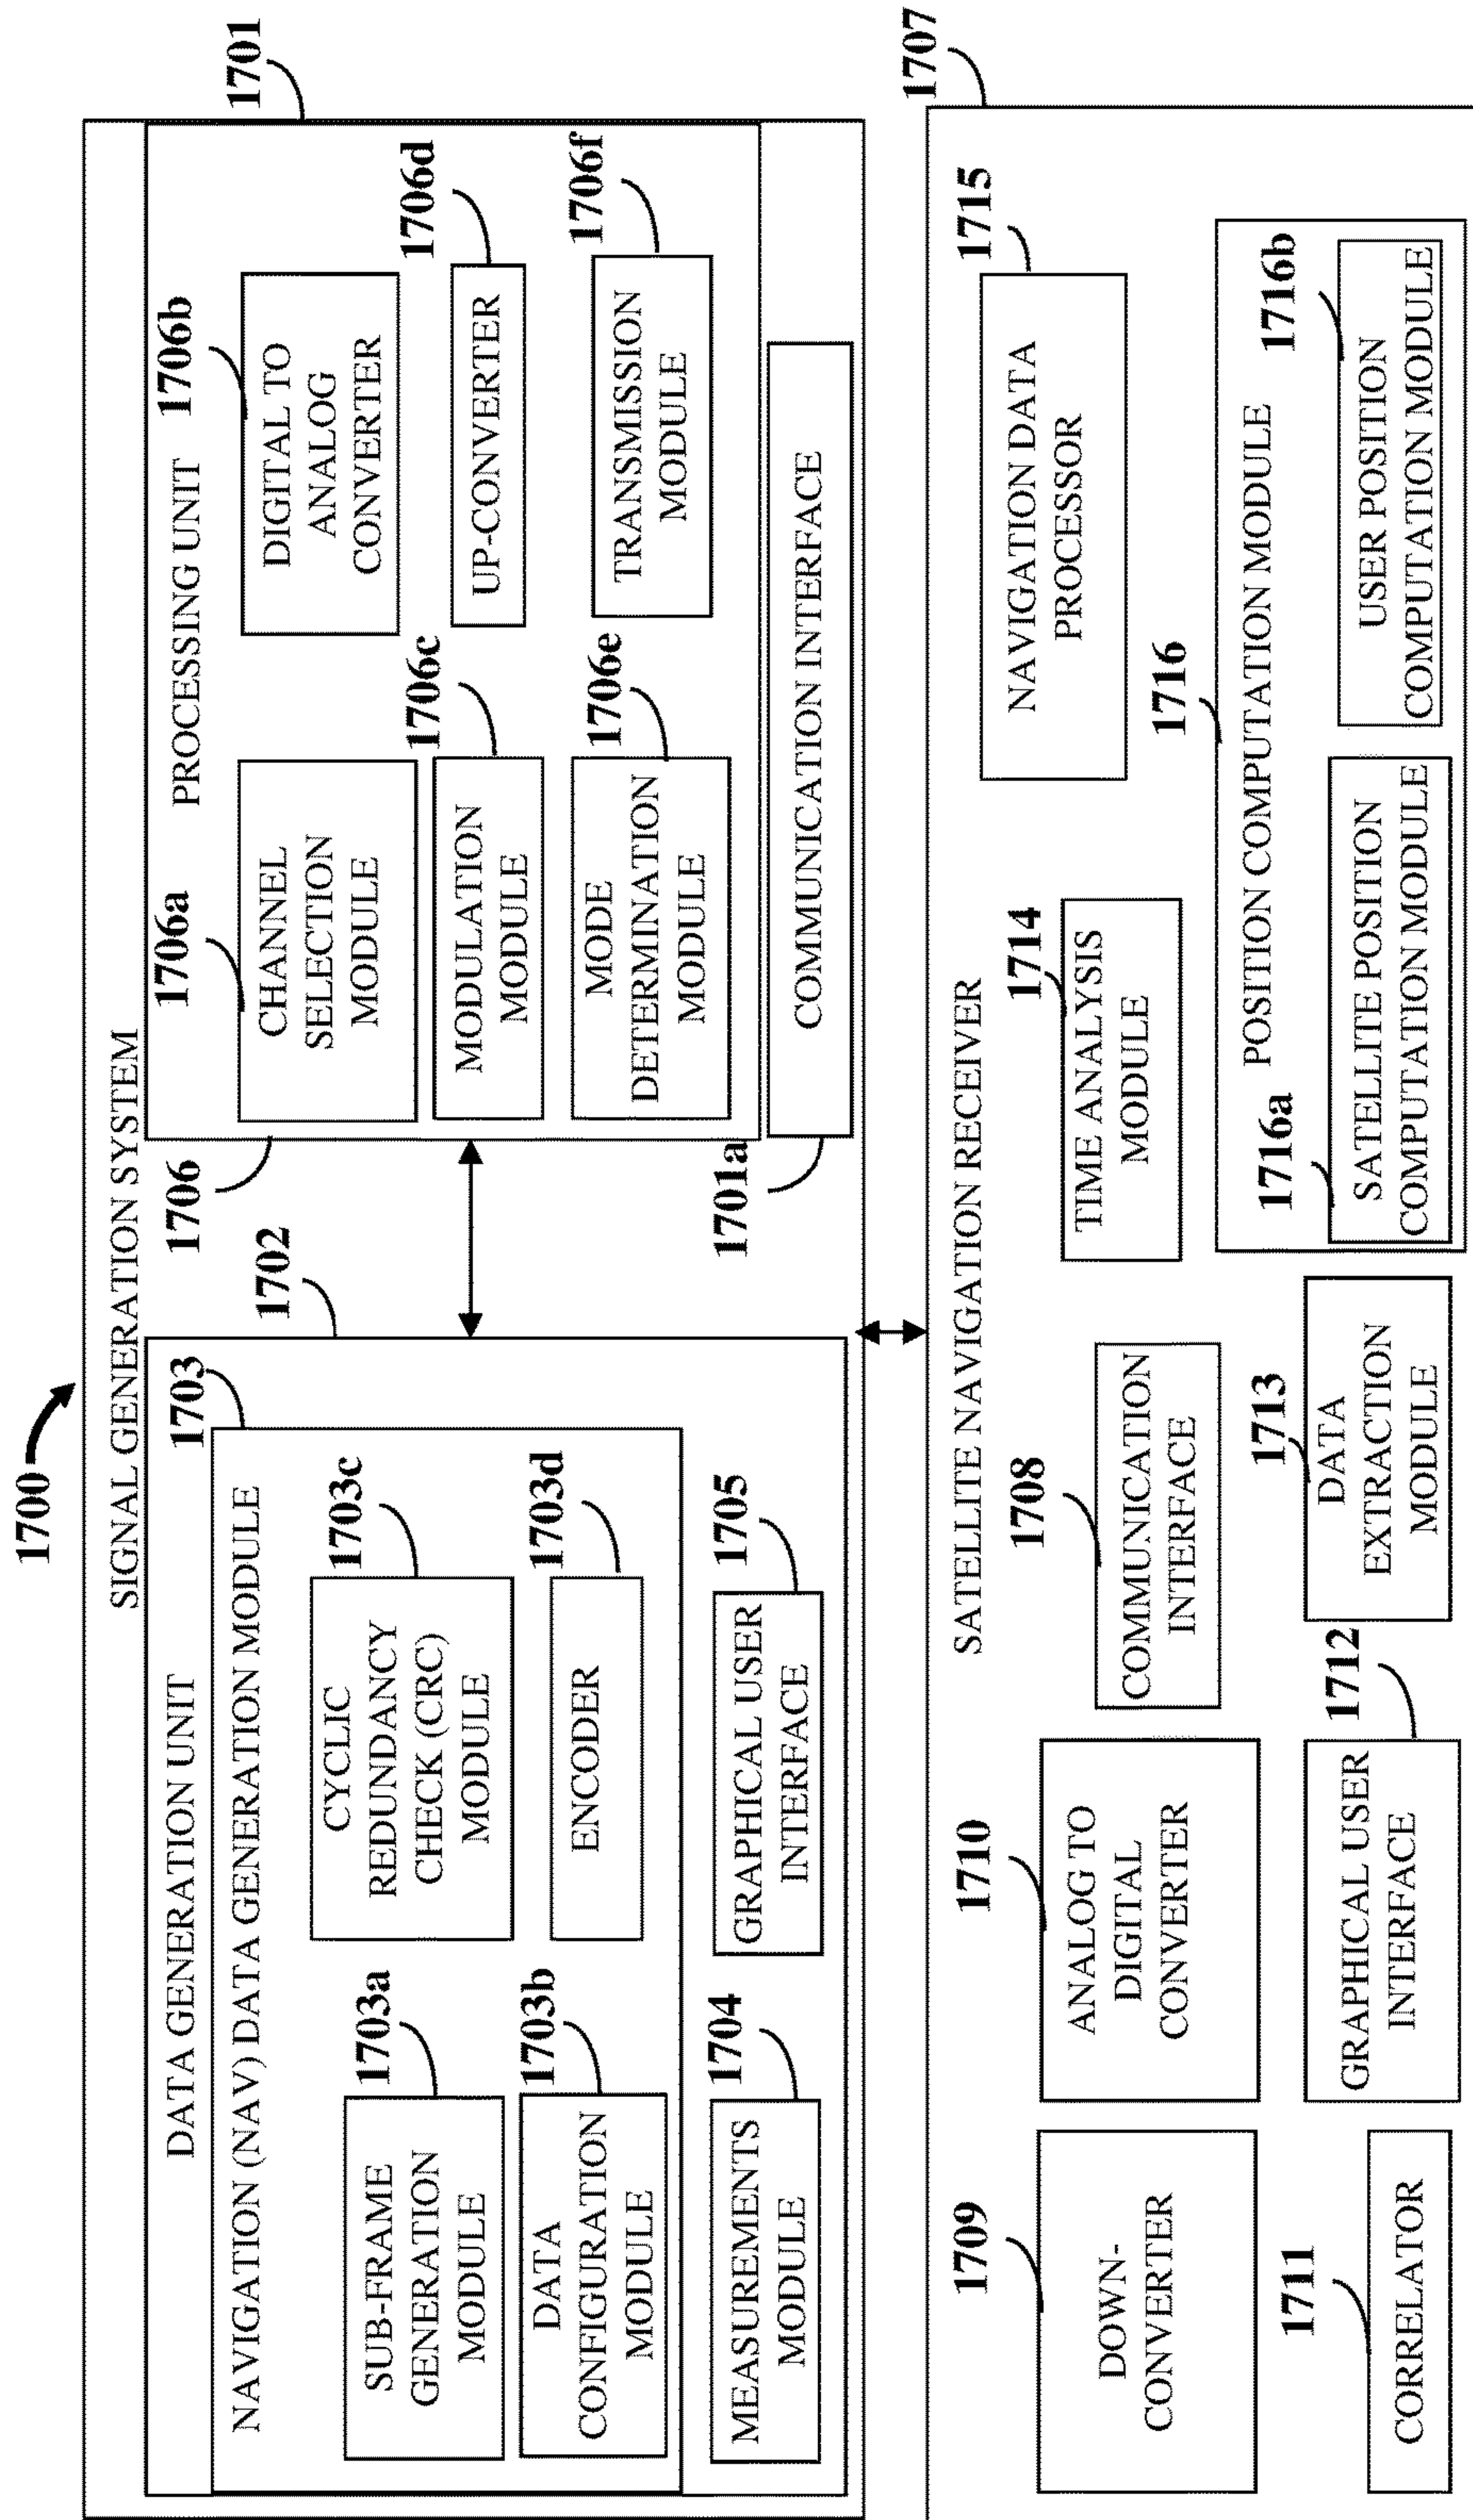 1700
SIGNAL GENERATION SYSTEM
1701
1702
DATA GENERATION UNIT
1703
NAVIGATION (NAV) DATA GENERATION MODULE
1703a
SUB-FRAME
GENERATION
MODULE
1703c
CYCLIC
REDUNDANCY
CHECK (CRC)
MODULE
1703b
DATA
CONFIGURATION
MODULE
1703d
ENCODER
1704
MEASUREMENTS
MODULE
1705
GRAPHICAL USER
INTERFACE
1706
PROCESSING UNIT
1706a
CHANNEL
SELECTION
MODULE
1706b
DIGITAL TO
ANALOG
CONVERTER
1706c
MODULATION
MODULE
1706d
UP-CONVERTER
1706e
MODE
DETERMINATION
MODULE
1706f
TRANSMISSION
MODULE
1701a
COMMUNICATION INTERFACE
1707
SATELLITE NAVIGATION RECEIVER
1709
DOWN-
CONVERTER
1710
ANALOG TO
DIGITAL
CONVERTER
1708
COMMUNICATION
INTERFACE
1714
TIME ANALYSIS
MODULE
1715
NAVIGATION DATA
PROCESSOR
1711
CORRELATOR
1712
GRAPHICAL USER
INTERFACE
1713
DATA
EXTRACTION
MODULE
1716
POSITION COMPUTATION MODULE
1716a
SATELLITE POSITION
COMPUTATION MODULE
1716b
USER POSITION
COMPUTATION MODULE